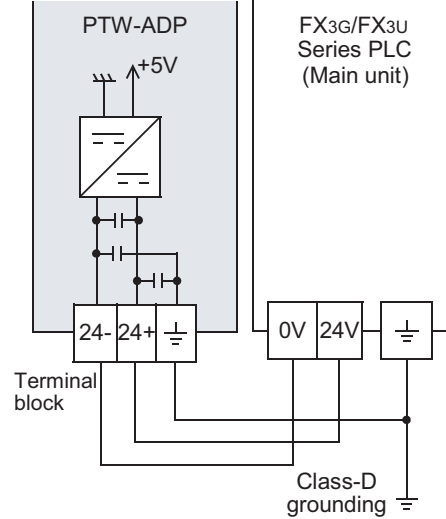 PTW-ADP
+5V
FX3G/FX3U
Series PLC
(Main unit)
24-
24+
0V
24V
Terminal
block
Class-D
grounding